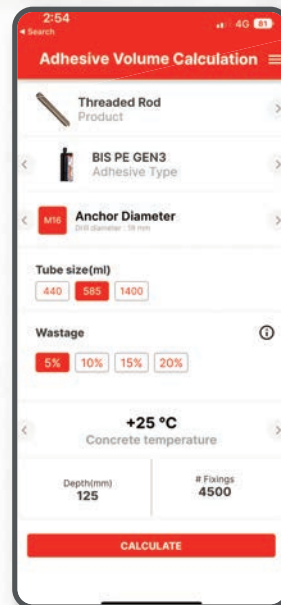 2:54
4G 81
Search
Adhesive Volume Calculation
Threaded Rod
Product
BIS PE GEN3
Adhesive Type
M16
Anchor Diameter
Drill diameter : 18 mm
Tube size(ml)
440 585 1400
Wastage
5% 10% 15% 20%
+25 °C
Concrete temperature
Depth(mm)
125
# Fixings
4500
CALCULATE